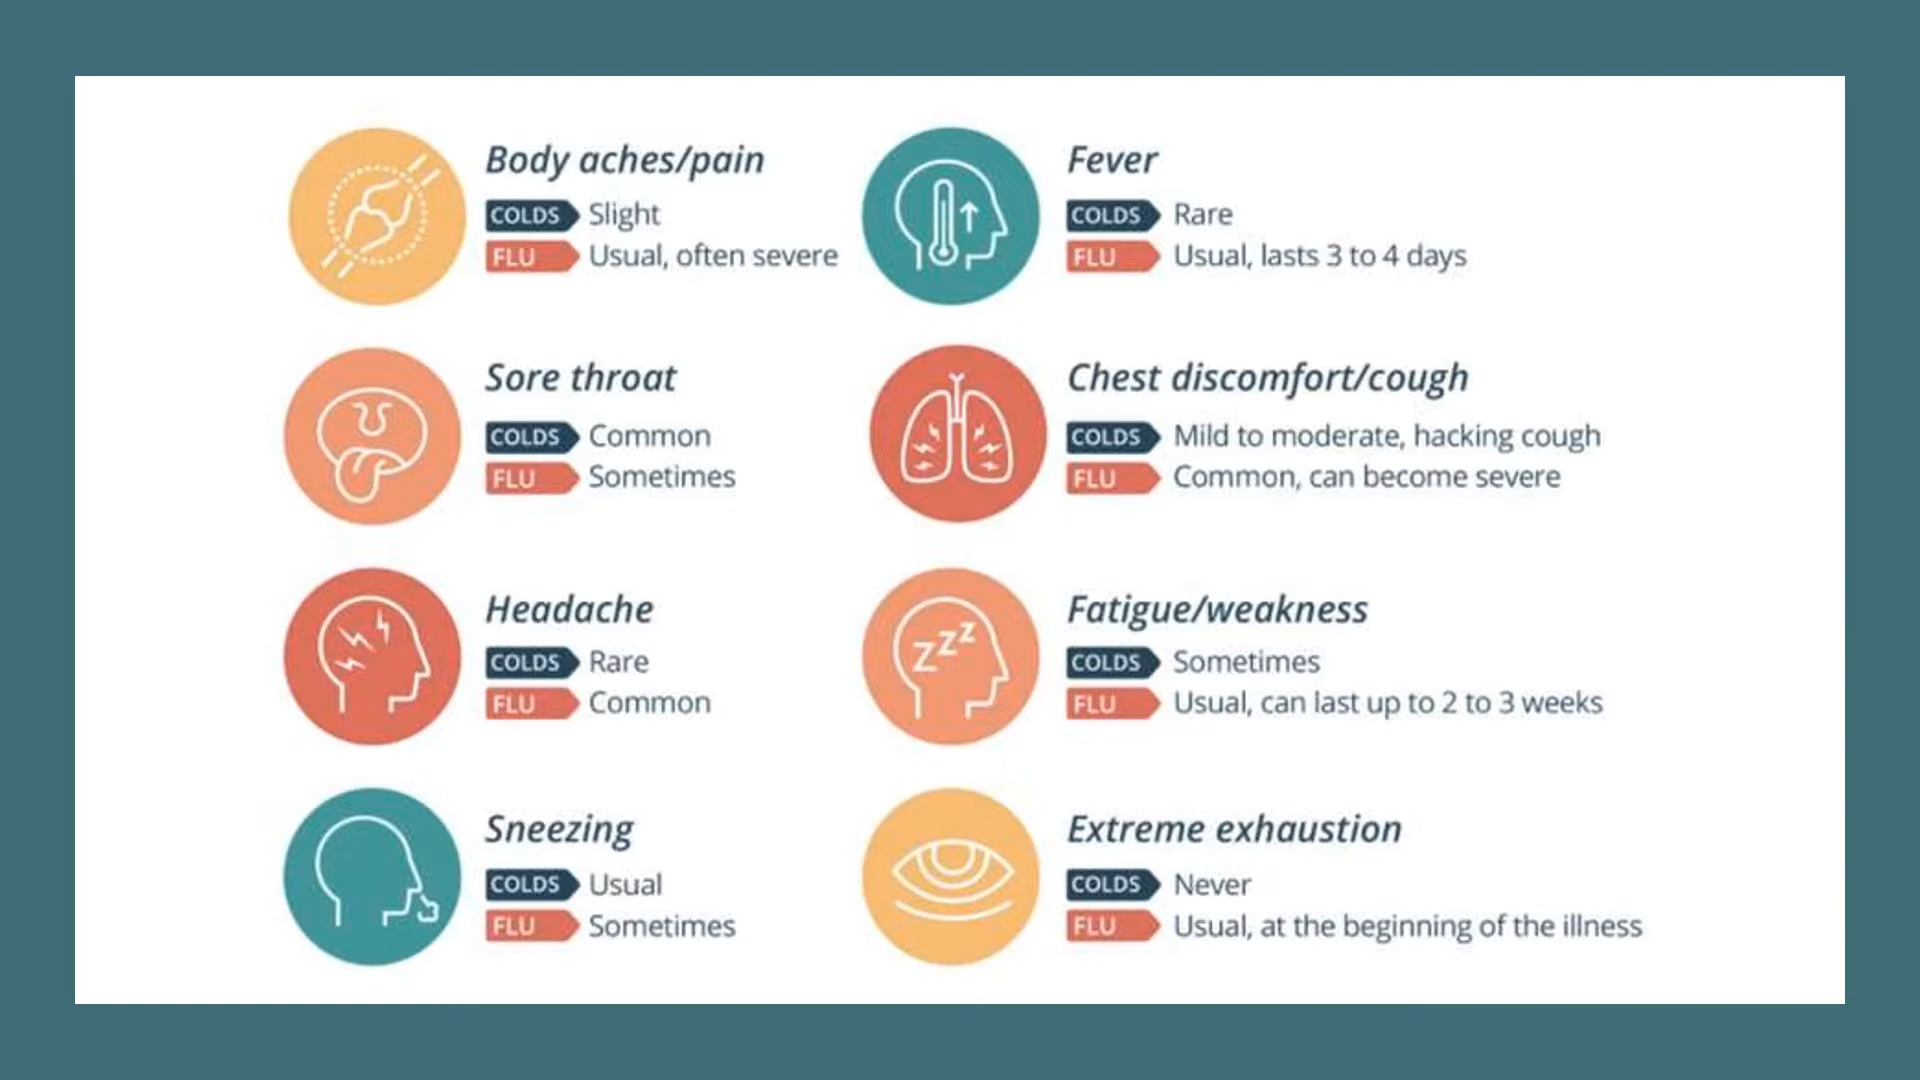 Body aches/pain
COLDS Slight
FLU Usual, often severe
Fever
COLDS Rare
FLU Usual, lasts 3 to 4 days
Sore throat
COLDS Common
FLU Sometimes
Chest discomfort/cough
COLDS Mild to moderate, hacking cough
FLU Common, can become severe
Headache
COLDS Rare
FLU Common
Fatigue/weakness
zzz
COLDS Sometimes
FLU Usual, can last up to 2 to 3 weeks
Sneezing
COLDS Usual
FLU Sometimes
Extreme exhaustion
COLDS Never
FLU Usual, at the beginning of the illness